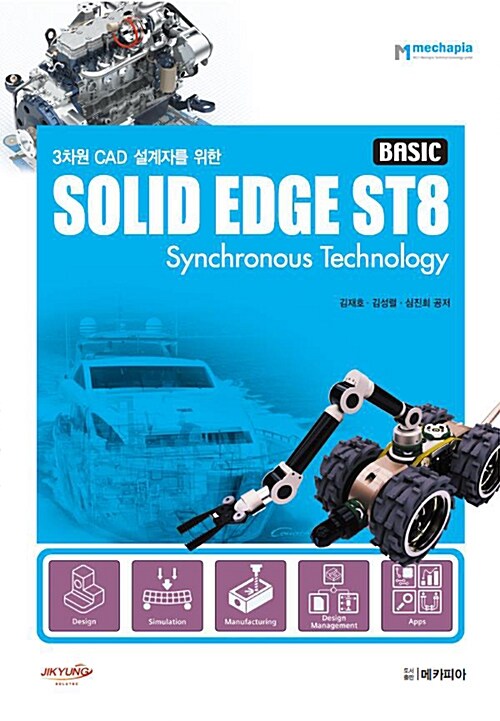 mechapia
3차원 CAD 설계자를 위한
BASIC
SOLID EDGE ST8
Synchronous Technology
김재호 · 김성렬 · 심진희 공저
Design
Simulation
Manufacturing
Design
Management
Apps
JIKYUNG
도서
출판
메카피아